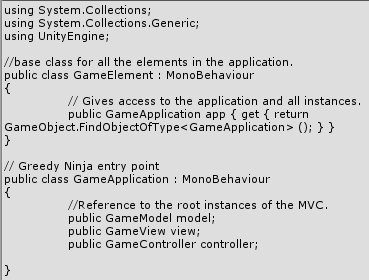 using System.Collections;
using System.Collections.Generic;
using UnityEngine;

//base class for all the elements in the application.
public class GameElement : MonoBehaviour
{
// Gives access to the application and all instances.
public GameApplication app { get { return
GameObject.FindObjectOfType<GameApplication> (); } }
}

// Greedy Ninja entry point
public class GameApplication : MonoBehaviour
{
//Reference to the root instances of the MVC.
public GameModel model;
public GameView view;
public GameController controller;

}